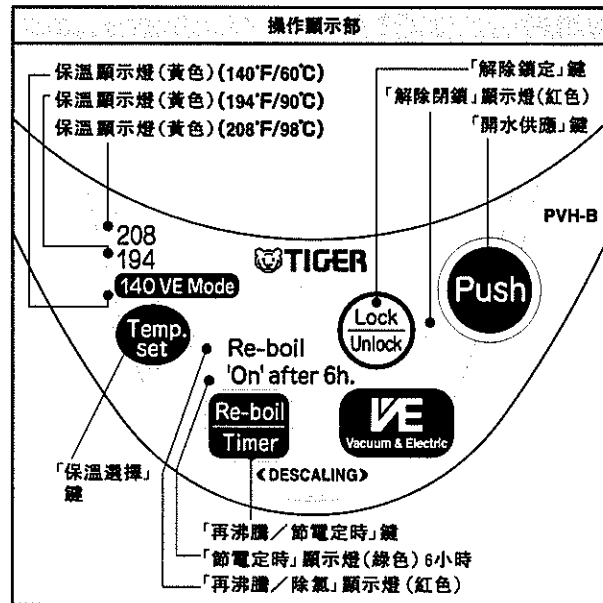 操作顯示部
保溫顯示燈(黃色)(140°F/60℃)
保溫顯示燈(黃色)(194°F/90℃)
保溫顯示燈(黃色)(208°F/98℃)
「解除鎖定」鍵
「解除閉鎖」顯示燈(紅色)
「開水供應」鍵
PVH-B
208
194
140 VE Mode
TIGER
Push
Lock
Unlock
Temp.
set
Re-boil
'On' after 6h.
Re-boil
Timer
VE
Vacuum & Electric
《DESCALING》
「保溫選擇」
鍵
「再沸騰／節電定時」鍵
「節電定時」顯示燈(綠色) 6小時
「再沸騰／除氯」顯示燈(紅色)